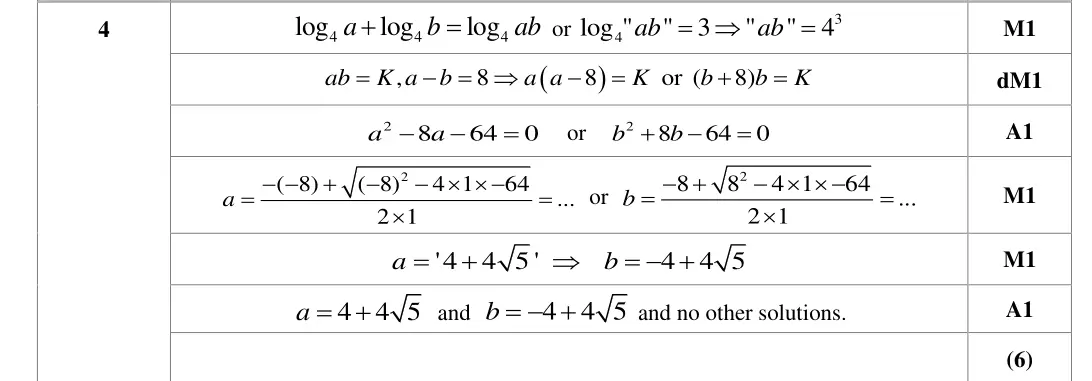 4 log₄ a + log₄ b = log₄ ab or log₄ "ab" = 3 ⇒ "ab" = 4³ M1
ab = K, a − b = 8 ⇒ a(a − 8) = K or (b + 8)b = K dM1
a² − 8a − 64 = 0 or b² + 8b − 64 = 0 A1
a = (−(−8) + √((−8)² − 4×1×−64)) / (2×1) = ... or b = (−8 + √(8² − 4×1×−64)) / (2×1) = ... M1
a = '4 + 4√5' ⇒ b = −4 + 4√5 M1
a = 4 + 4√5 and b = −4 + 4√5 and no other solutions. A1
(6)